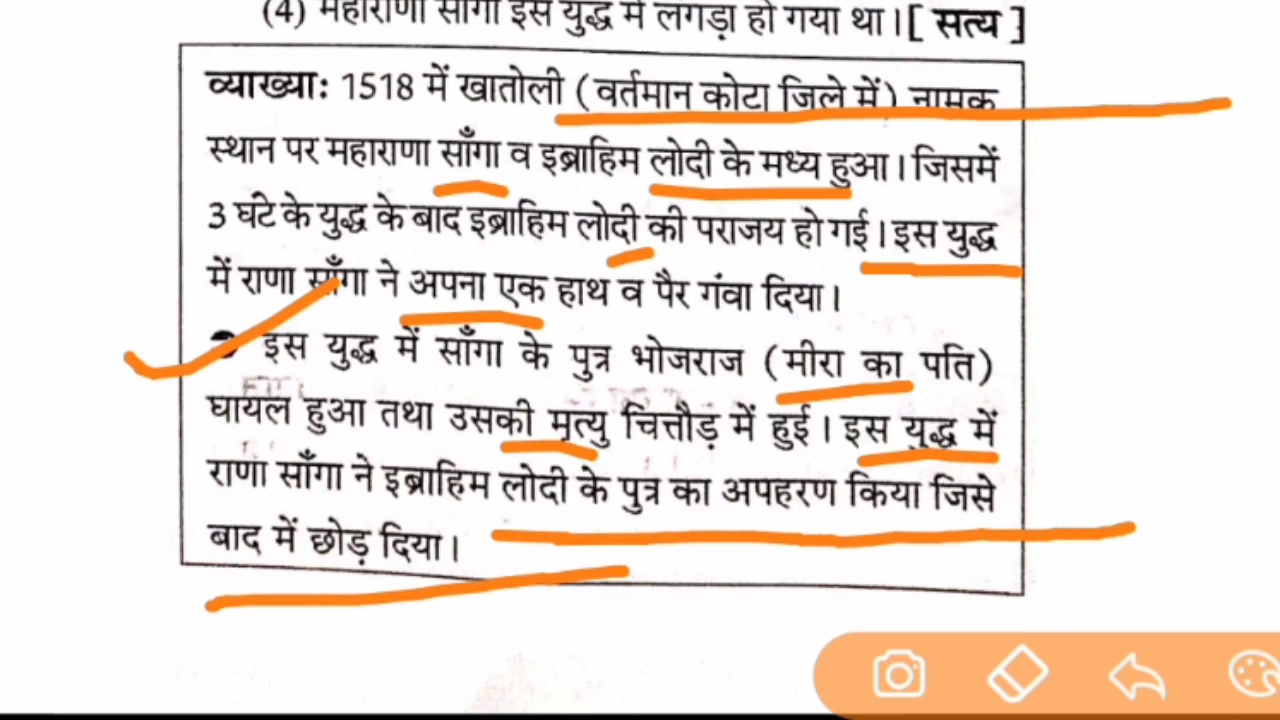 (4) महाराणा साँगा इस युद्ध में लगड़ा हो गया था। [ सत्य ]
व्याख्याः 1518 में खातोली (वर्तमान कोटा जिले में) नामक
स्थान पर महाराणा साँगा व इब्राहिम लोदी के मध्य हुआ। जिसमें
3 घंटे के युद्ध के बाद इब्राहिम लोदी की पराजय हो गई। इस युद्ध
में राणा साँगा ने अपना एक हाथ व पैर गंवा दिया।
इस युद्ध में साँगा के पुत्र भोजराज (मीरा का पति)
घायल हुआ तथा उसकी मृत्यु चित्तौड़ में हुई। इस युद्ध में
राणा साँगा ने इब्राहिम लोदी के पुत्र का अपहरण किया जिसे
बाद में छोड़ दिया।